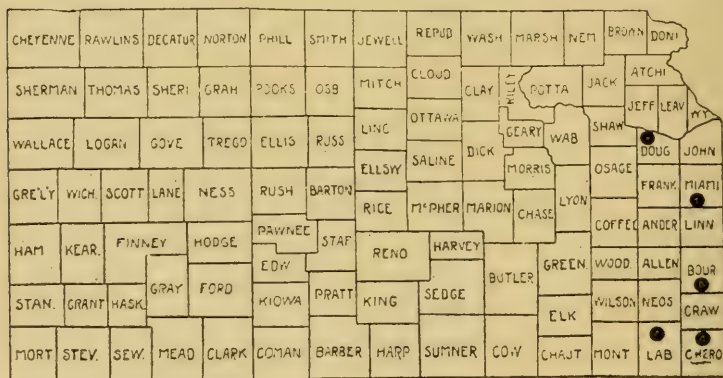 CHEYENNE RAWLINS DECATUR NORTON PHILL SMITH JEWELL REPUB WASH MARSH NEM BROWN DONI
SHERMAN THOMAS SHERI GRAH ROOKS OSB MITCH CLOUD CLAY RILEY POTTA JACK ATCHI
JEFF LEAV WY
OTTAWA
WALLACE LOGAN GOVE TREGO ELLIS RUSS LINC DICK GEARY WAB SHAW DOUG JOHN
ELLSW SALINE MORRIS OSAGE
GRE'L'Y WICH. SCOTT LANE NESS RUSH BARTON RICE McPHER MARION CHASE LYON FRANK MIAMI
COFFEY ANDER LINN
HAM KEAR. FINNEY HODGE PAWNEE STAF RENO HARVEY
EDW BUTLER GREEN. WOOD. ALLEN BOUR
STAN. GRANT HASK. GRAY FORD KIOWA PRATT KING SEDGE WILSON NEOS CRAW
ELK
MORT STEV. SEW. MEAD CLARK COMAN BARBER HARP SUMNER COW CHAUT MONT LAB CHERO